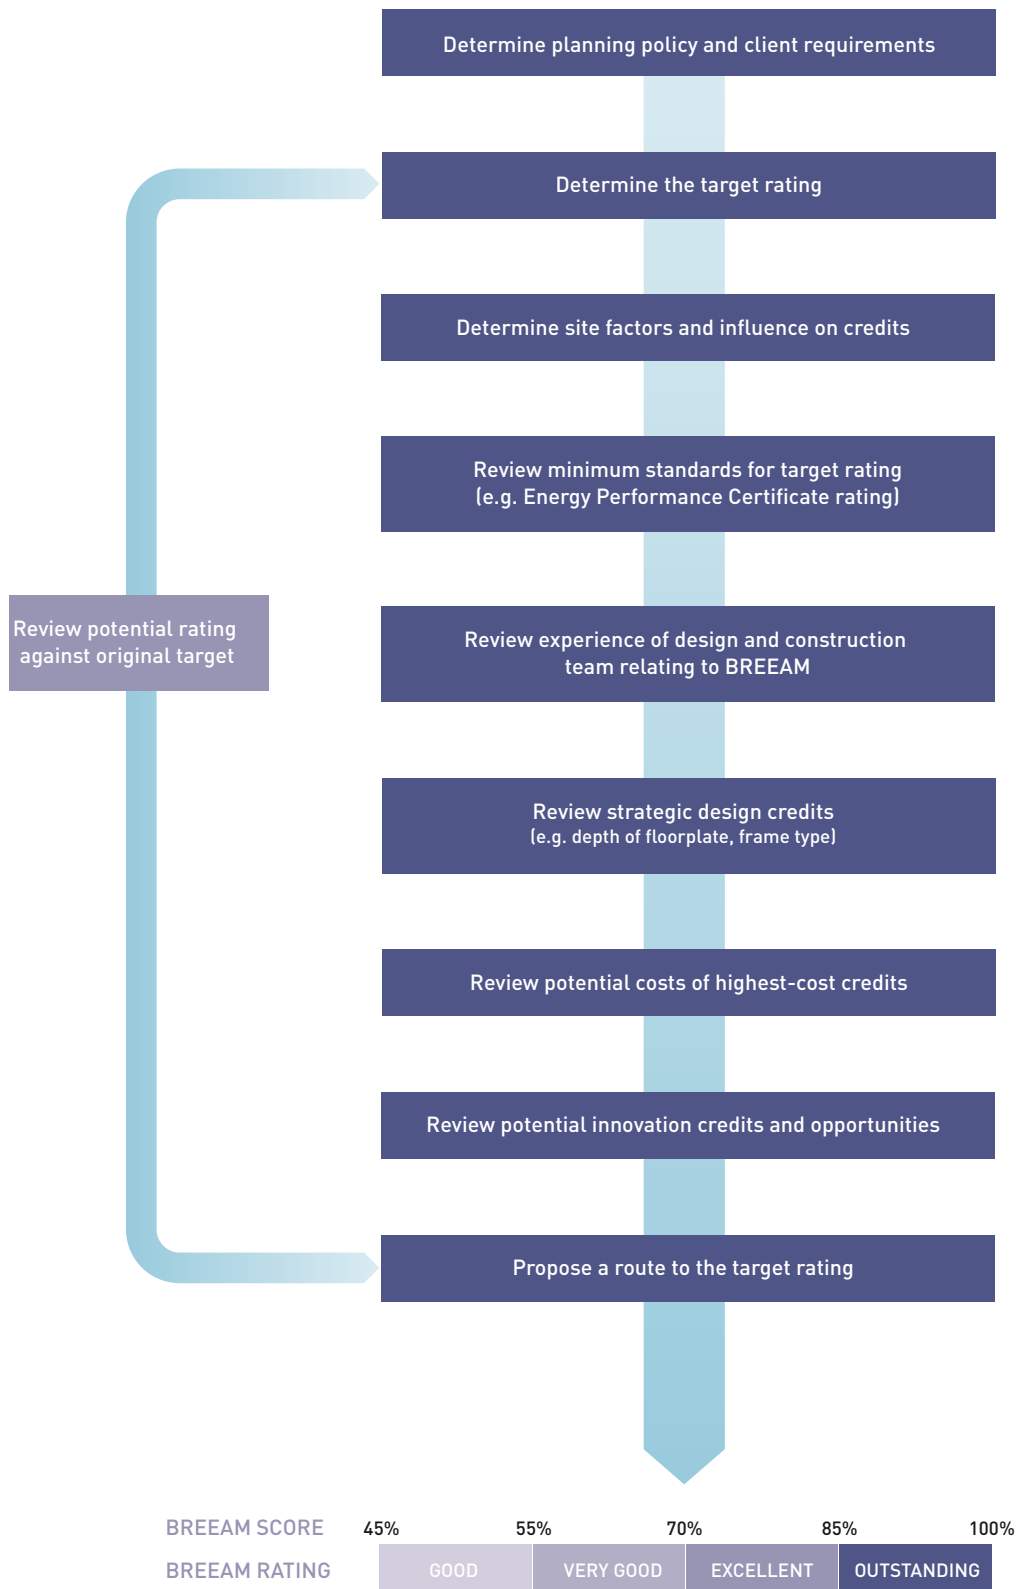 Determine planning policy and client requirements
Determine the target rating
Determine site factors and influence on credits
Review minimum standards for target rating
(e.g. Energy Performance Certificate rating)
Review potential rating
against original target
Review experience of design and construction
team relating to BREEAM
Review strategic design credits
(e.g. depth of floorplate, frame type)
Review potential costs of highest-cost credits
Review potential innovation credits and opportunities
Propose a route to the target rating
BREEAM SCORE 45% 55% 70% 85% 100%
BREEAM RATING GOOD VERY GOOD EXCELLENT OUTSTANDING